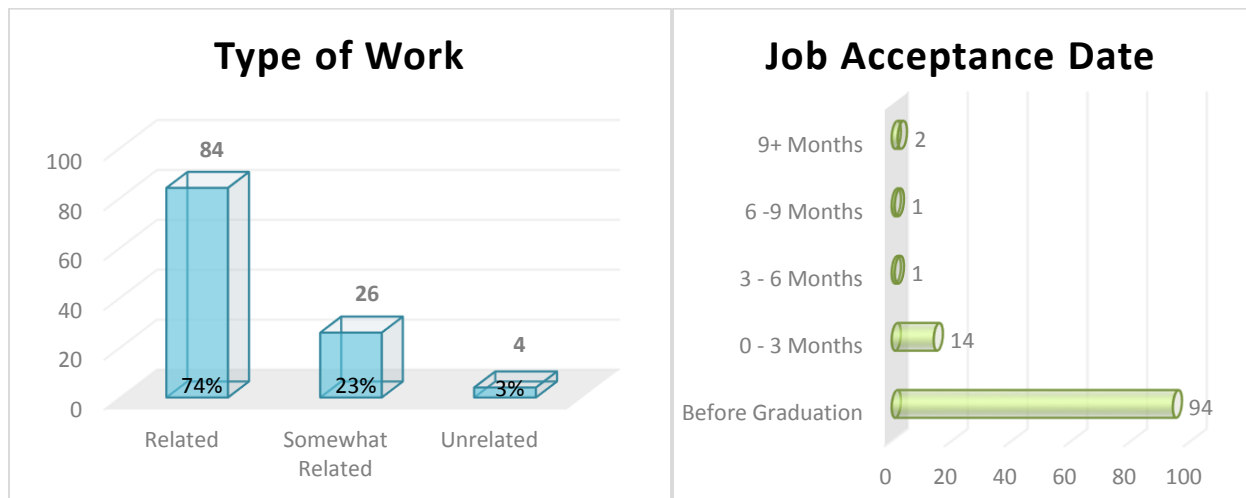 Type of Work
100
80
60
40
20
0
84
26
4
74%
23%
3%
Related
Somewhat
Related
Unrelated
Job Acceptance Date
9+ Months
2
6 -9 Months
1
3 - 6 Months
1
0 - 3 Months
14
Before Graduation
94
0 20 40 60 80 100